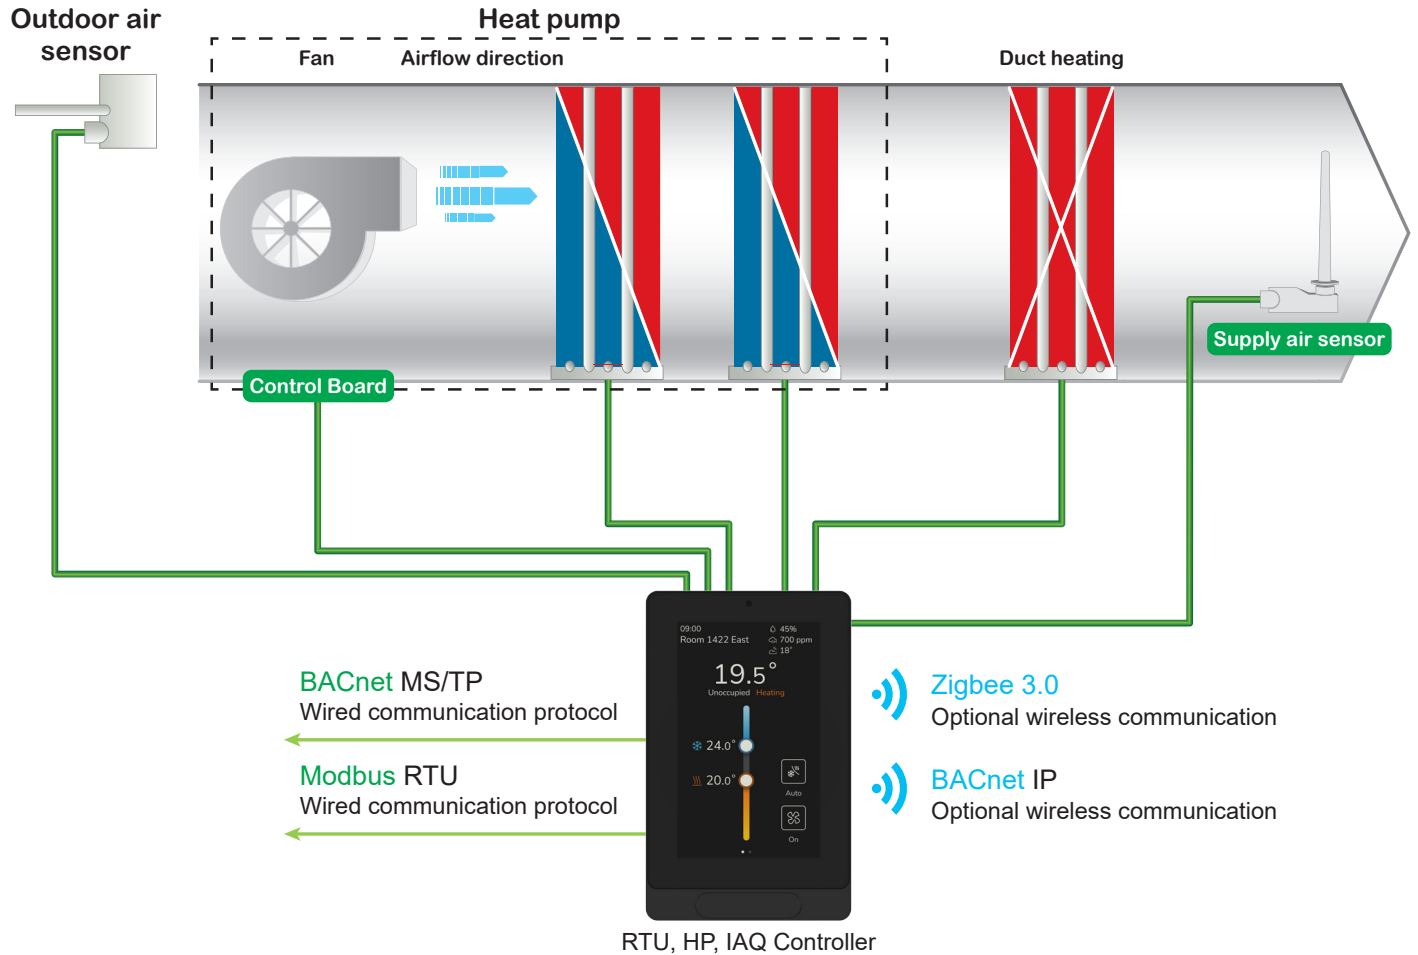 Outdoor air
sensor
Heat pump
Fan
Airflow direction
Duct heating
Control Board
Supply air sensor
09:00
Room 1422 East
45%
700 ppm
18°
19.5°
Unoccupied Heating
24.0°
20.0°
Auto
On
BACnet MS/TP
Wired communication protocol
Modbus RTU
Wired communication protocol
Zigbee 3.0
Optional wireless communication
BACnet IP
Optional wireless communication
RTU, HP, IAQ Controller